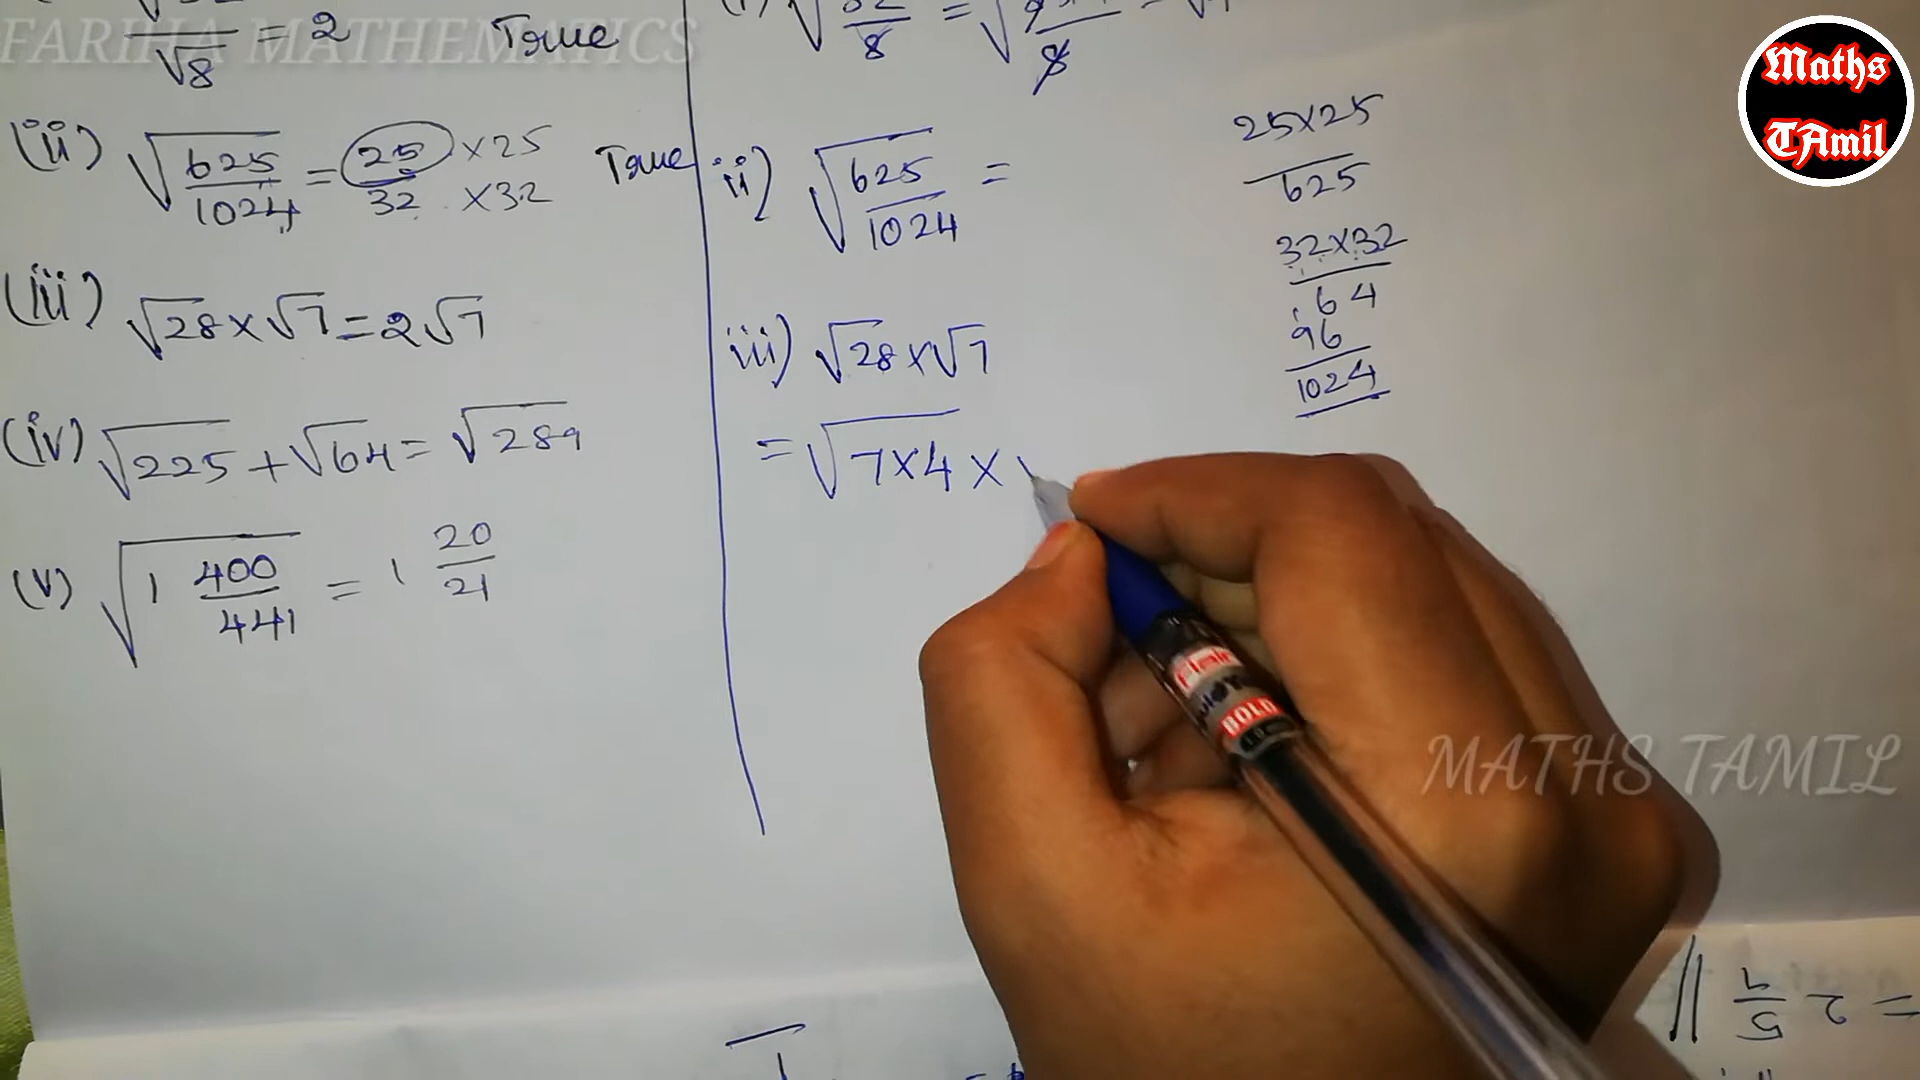 FARIHA MATHEMATICS
√8 = 2 True
(ii) √625/1024 = 25/32 ×25 ×32 True
(iii) √28 × √7 = 2√7
(iv) √225 + √64 = √289
(v) √1 400/441 = 1 20/21
8 = √
8
ii) √625/1024 =
iii) √28 × √7
= √7×4 ×
25×25
625
32×32
64
96
1024
Maths
TAmil
MATHS TAMIL